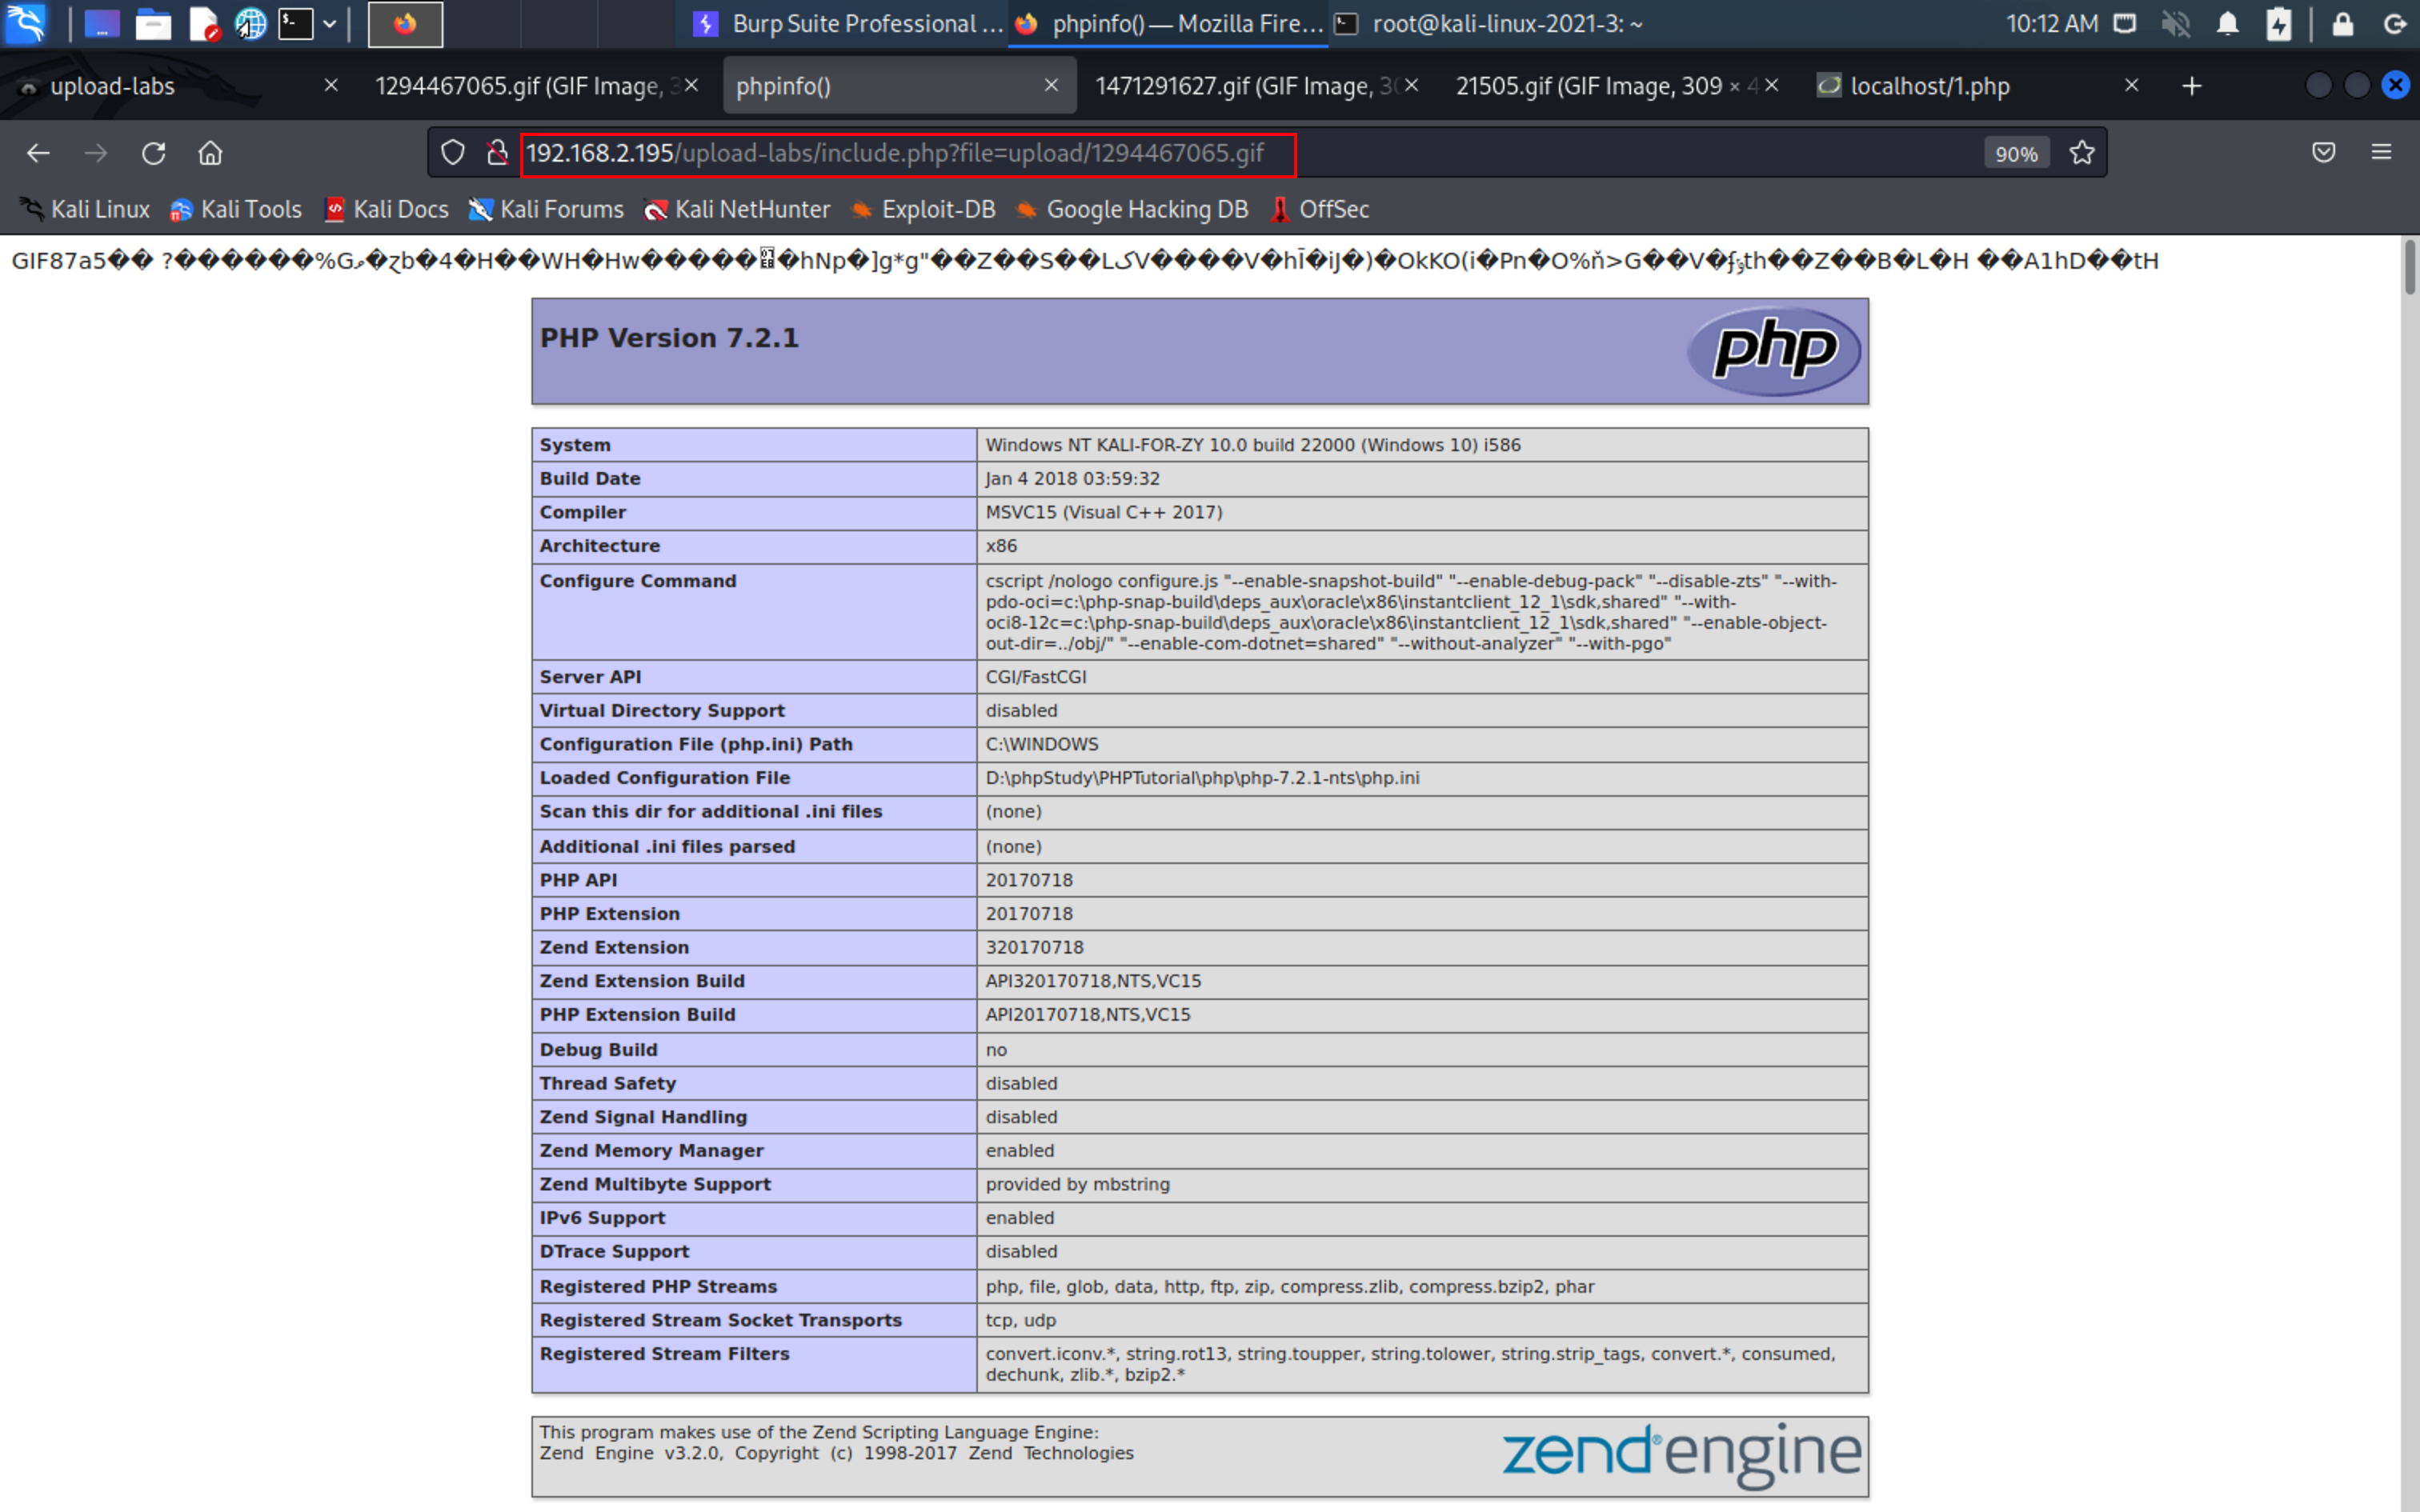 Burp Suite Professional ...
phpinfo() — Mozilla Fire...
root@kali-linux-2021-3: ~
10:12 AM
upload-labs
1294467065.gif (GIF Image, 3
phpinfo()
1471291627.gif (GIF Image, 30
21505.gif (GIF Image, 309 × 4
localhost/1.php
192.168.2.195/upload-labs/include.php?file=upload/1294467065.gif
90%
Kali Linux
Kali Tools
Kali Docs
Kali Forums
Kali NetHunter
Exploit-DB
Google Hacking DB
OffSec
PHP Version 7.2.1
php
System Windows NT KALI-FOR-ZY 10.0 build 22000 (Windows 10) i586
Build Date Jan 4 2018 03:59:32
Compiler MSVC15 (Visual C++ 2017)
Architecture x86
Configure Command cscript /nologo configure.js "--enable-snapshot-build" "--enable-debug-pack" "--disable-zts" "--with-
pdo-oci=c:\php-snap-build\deps_aux\oracle\x86\instantclient_12_1\sdk,shared" "--with-
oci8-12c=c:\php-snap-build\deps_aux\oracle\x86\instantclient_12_1\sdk,shared" "--enable-object-
out-dir=../obj/" "--enable-com-dotnet=shared" "--without-analyzer" "--with-pgo"
Server API CGI/FastCGI
Virtual Directory Support disabled
Configuration File (php.ini) Path C:\WINDOWS
Loaded Configuration File D:\phpStudy\PHPTutorial\php\php-7.2.1-nts\php.ini
Scan this dir for additional .ini files (none)
Additional .ini files parsed (none)
PHP API 20170718
PHP Extension 20170718
Zend Extension 320170718
Zend Extension Build API320170718,NTS,VC15
PHP Extension Build API20170718,NTS,VC15
Debug Build no
Thread Safety disabled
Zend Signal Handling disabled
Zend Memory Manager enabled
Zend Multibyte Support provided by mbstring
IPv6 Support enabled
DTrace Support disabled
Registered PHP Streams php, file, glob, data, http, ftp, zip, compress.zlib, compress.bzip2, phar
Registered Stream Socket Transports tcp, udp
Registered Stream Filters convert.iconv.*, string.rot13, string.toupper, string.tolower, string.strip_tags, convert.*, consumed,
dechunk, zlib.*, bzip2.*
This program makes use of the Zend Scripting Language Engine:
Zend Engine v3.2.0, Copyright (c) 1998-2017 Zend Technologies
zend® engine